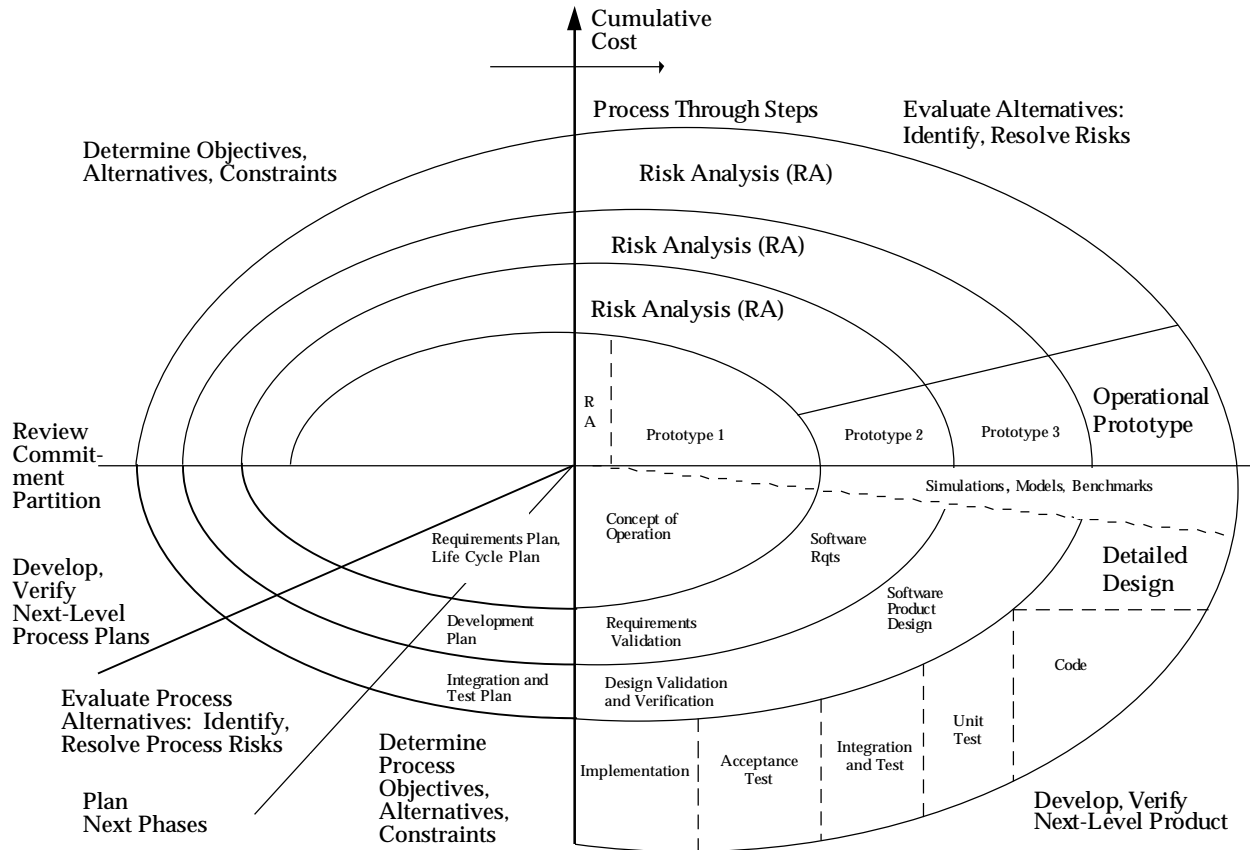 Cumulative
Cost
Process Through Steps
Evaluate Alternatives:
Identify, Resolve Risks
Determine Objectives,
Alternatives, Constraints
Risk Analysis (RA)
Risk Analysis (RA)
Risk Analysis (RA)
R
A
Prototype 1
Prototype 2
Prototype 3
Operational
Prototype
Review
Commit-
ment
Partition
Simulations, Models, Benchmarks
Requirements Plan,
Life Cycle Plan
Concept of
Operation
Software
Rqts
Detailed
Design
Develop,
Verify
Next-Level
Process Plans
Development
Plan
Requirements
Validation
Software
Product
Design
Code
Integration and
Test Plan
Design Validation
and Verification
Evaluate Process
Alternatives: Identify,
Resolve Process Risks
Unit
Test
Integration
and Test
Acceptance
Test
Implementation
Determine
Process
Objectives,
Alternatives,
Constraints
Plan
Next Phases
Develop, Verify
Next-Level Product